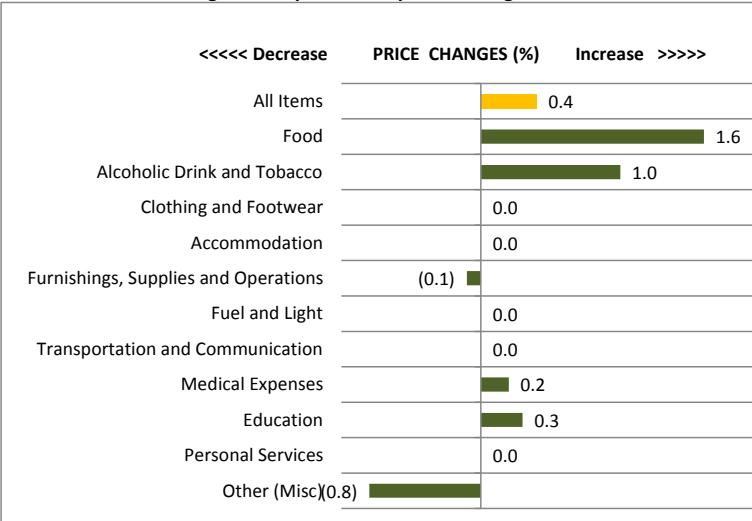 <<<<< Decrease PRICE CHANGES (%) Increase >>>>>
All Items 0.4
Food 1.6
Alcoholic Drink and Tobacco 1.0
Clothing and Footwear 0.0
Accommodation 0.0
Furnishings, Supplies and Operations (0.1)
Fuel and Light 0.0
Transportation and Communication 0.0
Medical Expenses 0.2
Education 0.3
Personal Services 0.0
Other (Misc) (0.8)